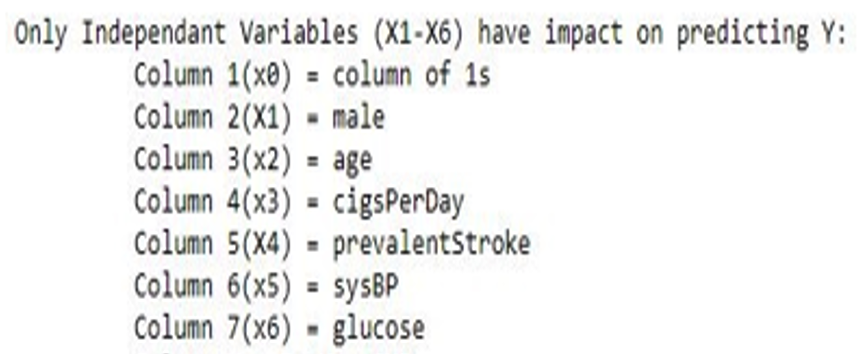 Only Independant Variables (X1-X6) have impact on predicting Y:
Column 1(x0) = column of 1s
Column 2(X1) = male
Column 3(x2) = age
Column 4(x3) = cigsPerDay
Column 5(X4) = prevalentStroke
Column 6(x5) = sysBP
Column 7(x6) = glucose